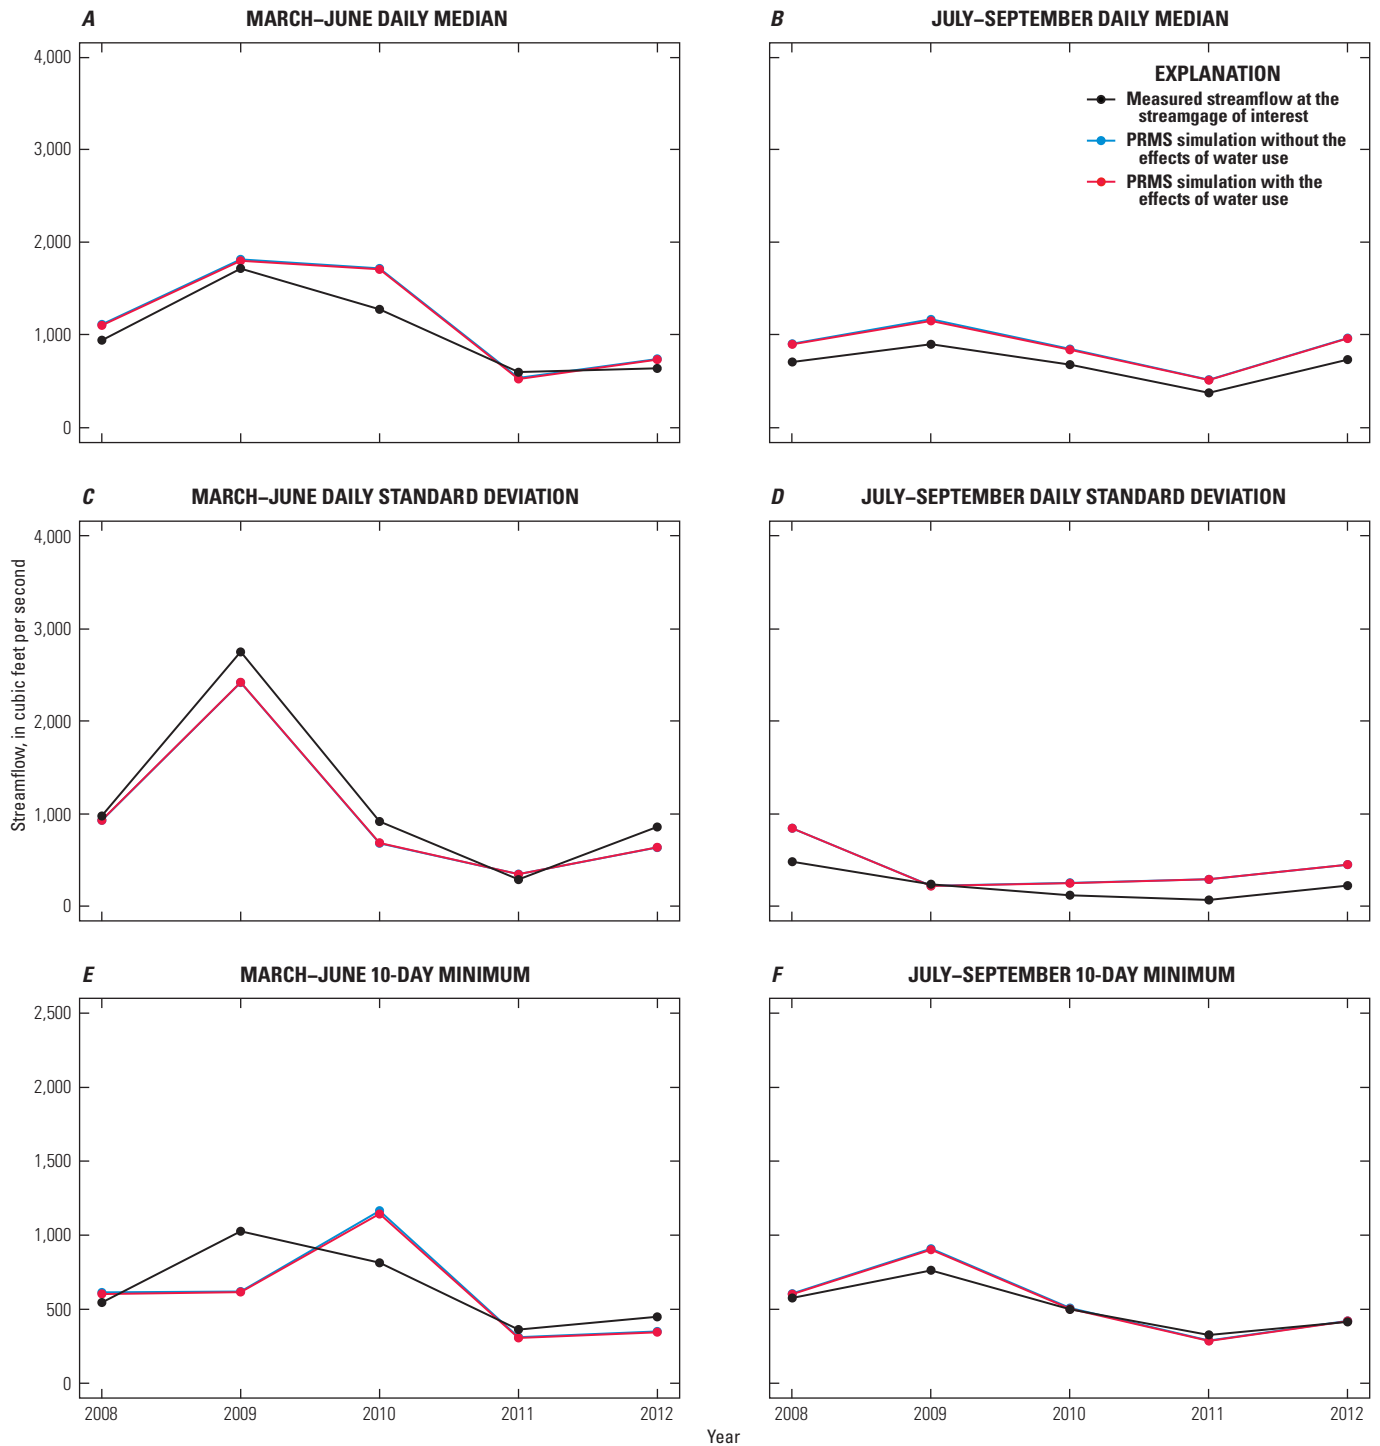 A MARCH–JUNE DAILY MEDIAN
4,000
3,000
2,000
1,000
0
B JULY–SEPTEMBER DAILY MEDIAN
EXPLANATION
Measured streamflow at the
streamgage of interest
PRMS simulation without the
effects of water use
PRMS simulation with the
effects of water use
C MARCH–JUNE DAILY STANDARD DEVIATION
4,000
3,000
2,000
1,000
0
Streamflow, in cubic feet per second
D JULY–SEPTEMBER DAILY STANDARD DEVIATION
E MARCH–JUNE 10-DAY MINIMUM
2,500
2,000
1,500
1,000
500
0
2008 2009 2010 2011 2012
F JULY–SEPTEMBER 10-DAY MINIMUM
2008 2009 2010 2011 2012
Year